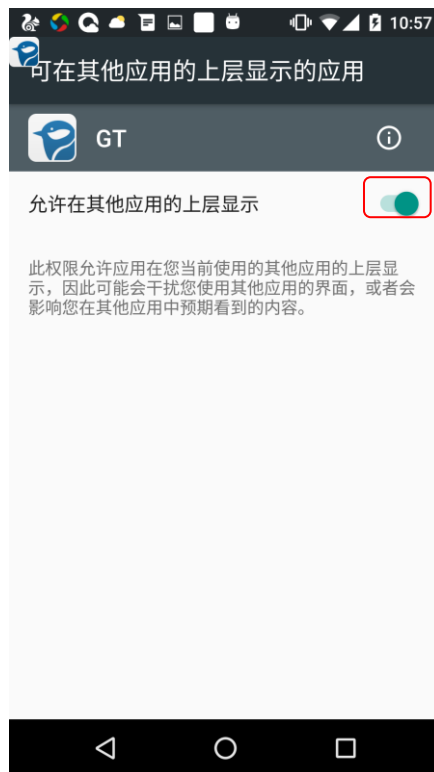 10:57
可在其他应用的上层显示的应用
GT
允许在其他应用的上层显示
此权限允许应用在您当前使用的其他应用的上层显
示，因此可能会干扰您使用其他应用的界面，或者会
影响您在其他应用中预期看到的内容。